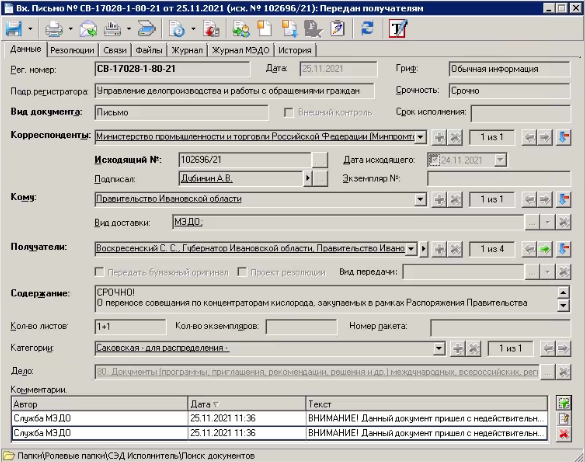 Вх. Письмо № СВ-17028-1-80-21 от 25.11.2021 (исх. № 102696/21): Передан получателям
Данные Резолюции Связи Файлы Журнал Журнал МЭДО История
Рег. номер: СВ-17028-1-80-21 Дата: 25.11.2021 Гриф: Обычная информация
Подр.регистратора: Управление делопроизводства и работы с обращениями граждан Срочность: Срочно
Вид документа: Письмо Внешний контроль Срок исполнения:
Корреспонденты: Министерство промышленности и торговли Российской Федерации (Минпромто 1 из 1
Исходящий №: 102696/21 Дата исходящего: 24.11.2021
Подписал: Дубинин А.В. Экземпляр №:
Кому: Правительство Ивановской области 1 из 1
Вид доставки: МЭДО;
Получатели: Воскресенский С. С., Губернатор Ивановской области, Правительство Ивано 1 из 4
Передать бумажный оригинал Проект резолюции Вид передачи:
Содержание: СРОЧНО!
О переносе совещания по концентраторам кислорода, закупаемых в рамках Распоряжения Правительства
Кол-во листов: 1+1 Кол-во экземпляров: Номер пакета:
Категории: Саковская - для распределения - 1 из 1
Дело: 80. Документы (программы, приглашения, рекомендации, решения и др.) международных, всероссийских, рег
Комментарии.
Автор Дата Текст
Служба МЭДО 25.11.2021 11:36 ВНИМАНИЕ! Данный документ пришел с недействительн...
Служба МЭДО 25.11.2021 11:36 ВНИМАНИЕ! Данный документ пришел с недействительн...
Папки\Ролевые папки\СЭД Исполнитель\Поиск документов